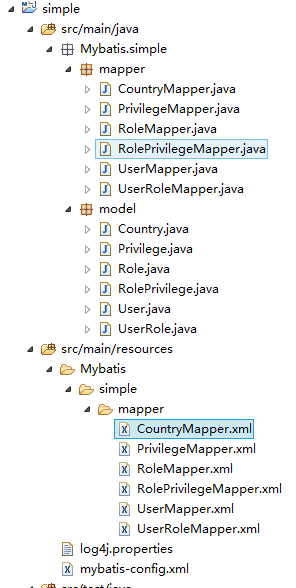 simple
src/main/java
Mybatis.simple
mapper
CountryMapper.java
PrivilegeMapper.java
RoleMapper.java
RolePrivilegeMapper.java
UserMapper.java
UserRoleMapper.java
model
Country.java
Privilege.java
Role.java
RolePrivilege.java
User.java
UserRole.java
src/main/resources
Mybatis
simple
mapper
CountryMapper.xml
PrivilegeMapper.xml
RoleMapper.xml
RolePrivilegeMapper.xml
UserMapper.xml
UserRoleMapper.xml
log4j.properties
mybatis-config.xml